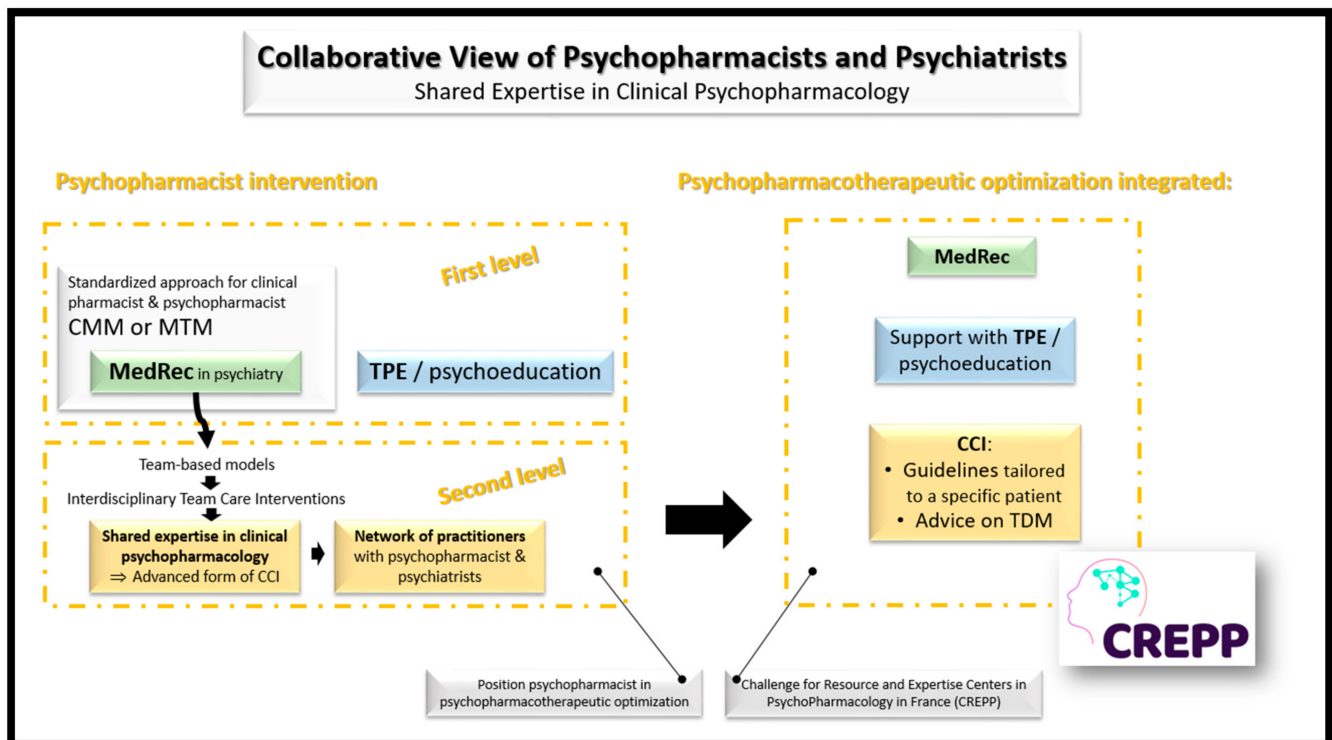 Collaborative View of Psychopharmacists and Psychiatrists
Shared Expertise in Clinical Psychopharmacology
Psychopharmacist intervention
First level
Standardized approach for clinical
pharmacist & psychopharmacist
CMM or MTM
MedRec in psychiatry
TPE / psychoeducation
Second level
Team-based models
Interdisciplinary Team Care Interventions
Shared expertise in clinical
psychopharmacology
⇒ Advanced form of CCI
Network of practitioners
with psychopharmacist &
psychiatrists
Psychopharmacotherapeutic optimization integrated:
MedRec
Support with TPE /
psychoeducation
CCI:
• Guidelines tailored
to a specific patient
• Advice on TDM
CREPP
Position psychopharmacist in
psychopharmacotherapeutic optimization
Challenge for Resource and Expertise Centers in
PsychoPharmacology in France (CREPP)